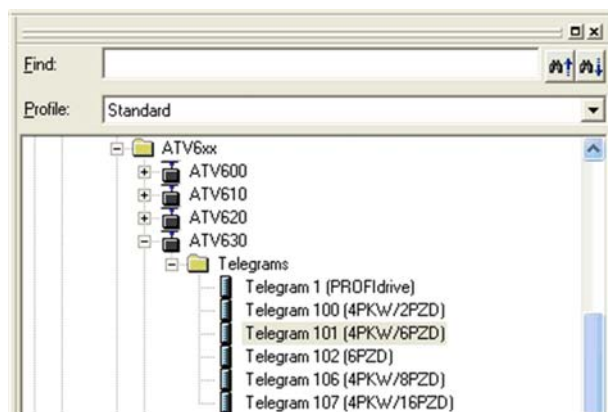 Find:
Profile: Standard
ATV6xx
ATV600
ATV610
ATV620
ATV630
Telegrams
Telegram 1 (PROFIdrive)
Telegram 100 (4PKW/2PZD)
Telegram 101 (4PKW/6PZD)
Telegram 102 (6PZD)
Telegram 106 (4PKW/8PZD)
Telegram 107 (4PKW/16PZD)